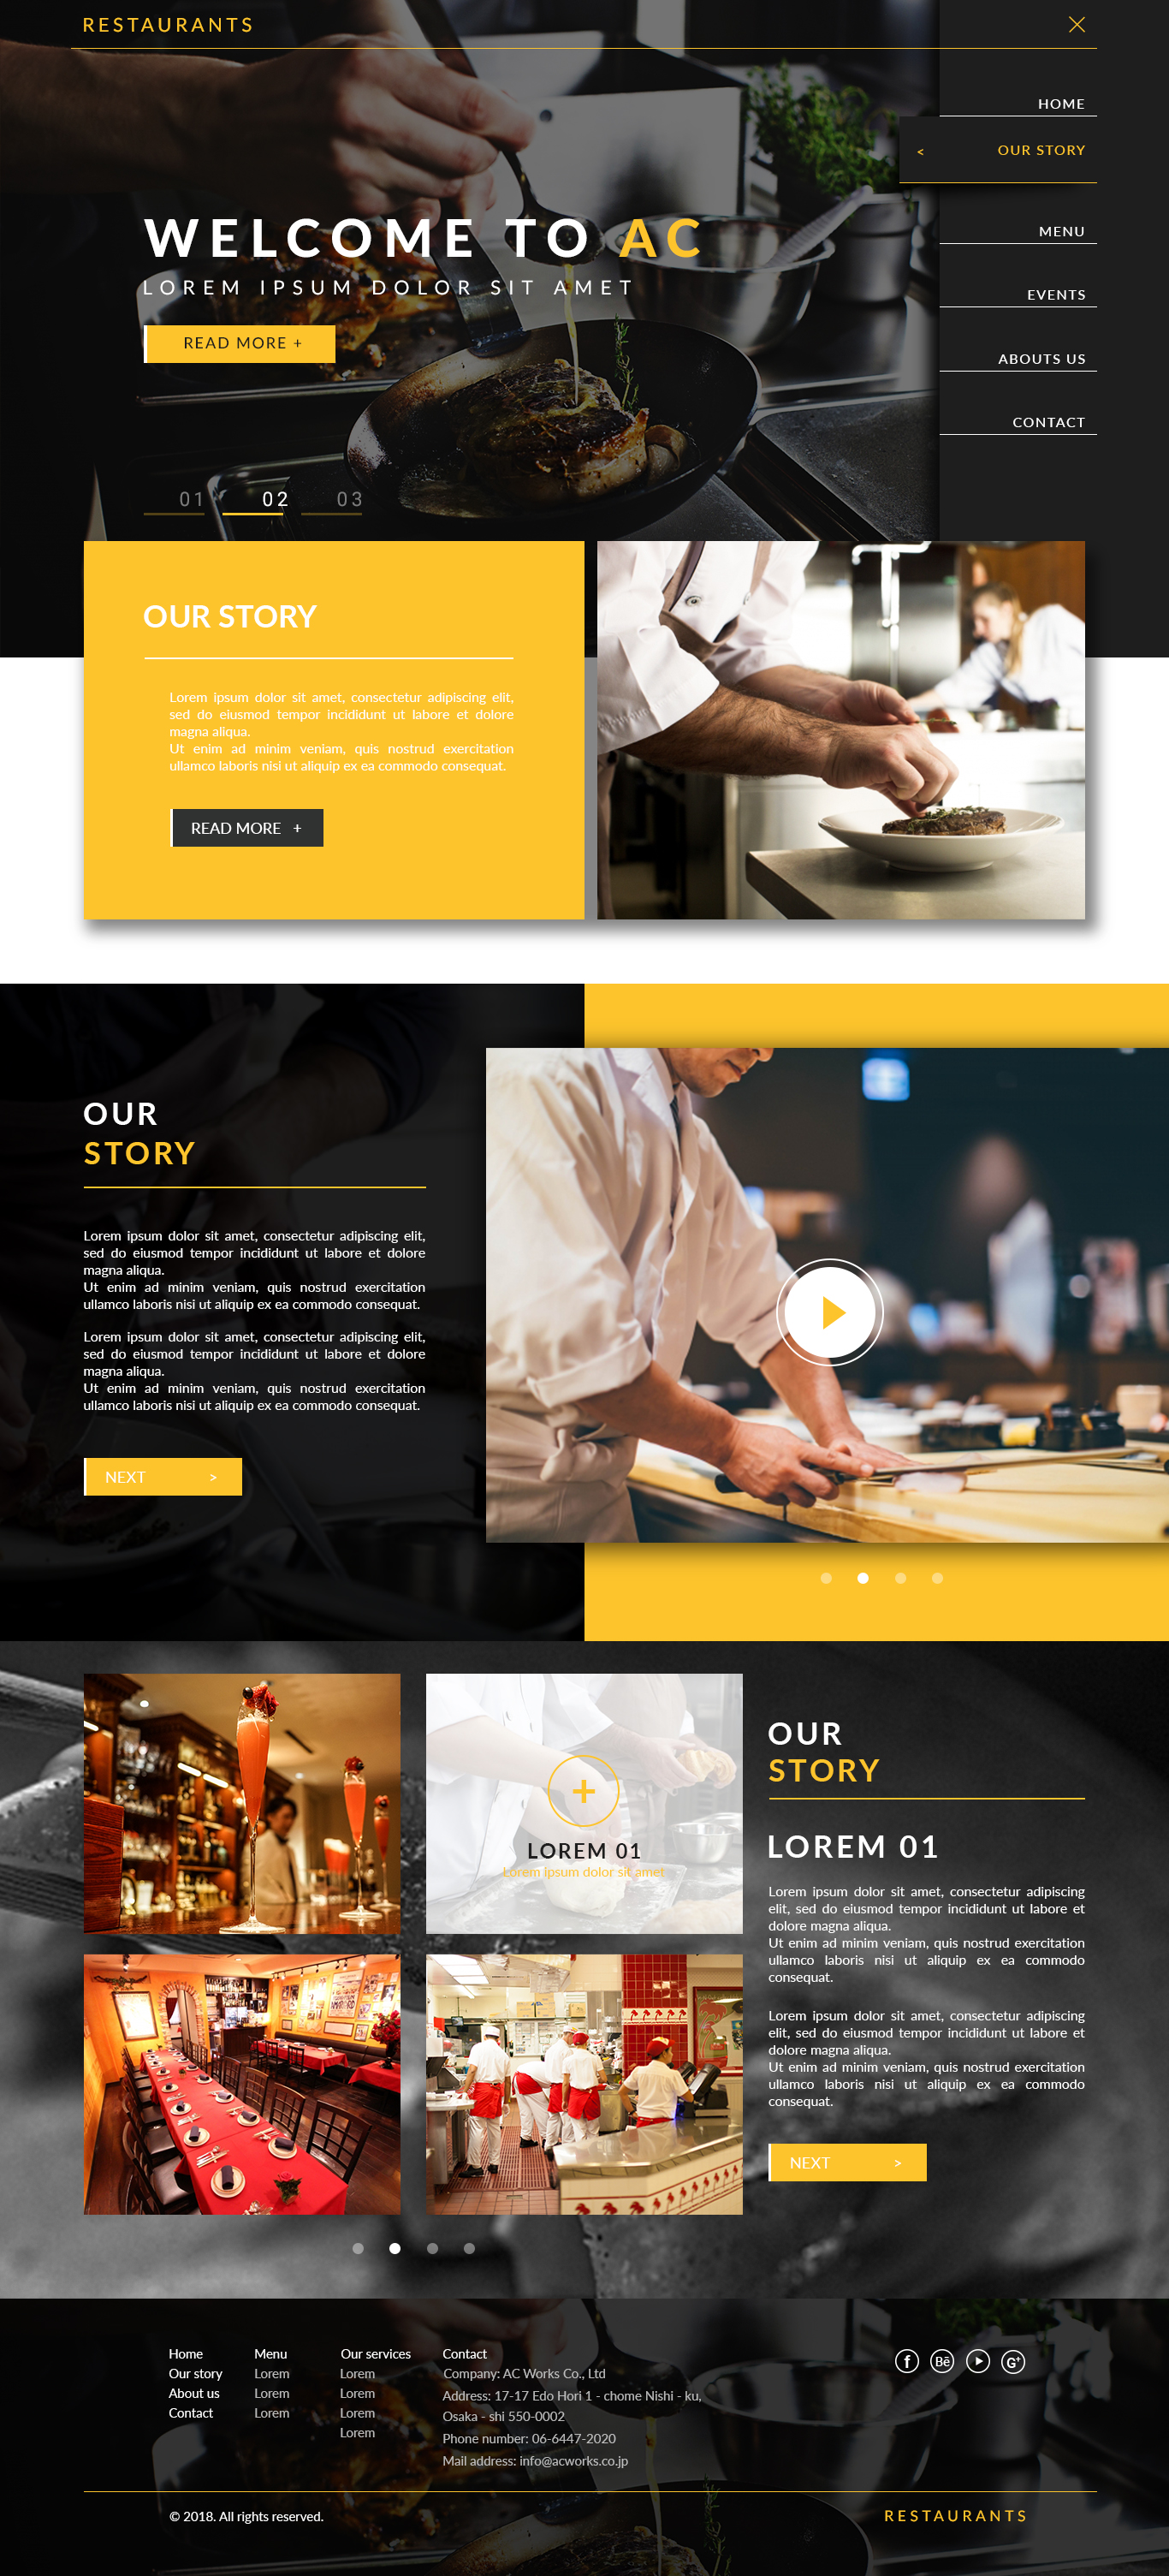 RESTAURANTS
HOME
< OUR STORY
MENU
EVENTS
ABOUTS US
CONTACT
WELCOME TO AC
LOREM IPSUM DOLOR SIT AMET
READ MORE +
01 02 03
OUR STORY
Lorem ipsum dolor sit amet, consectetur adipiscing elit,
sed do eiusmod tempor incididunt ut labore et dolore
magna aliqua.
Ut enim ad minim veniam, quis nostrud exercitation
ullamco laboris nisi ut aliquip ex ea commodo consequat.
READ MORE +
OUR
STORY
Lorem ipsum dolor sit amet, consectetur adipiscing elit,
sed do eiusmod tempor incididunt ut labore et dolore
magna aliqua.
Ut enim ad minim veniam, quis nostrud exercitation
ullamco laboris nisi ut aliquip ex ea commodo consequat.
Lorem ipsum dolor sit amet, consectetur adipiscing elit,
sed do eiusmod tempor incididunt ut labore et dolore
magna aliqua.
Ut enim ad minim veniam, quis nostrud exercitation
ullamco laboris nisi ut aliquip ex ea commodo consequat.
NEXT >
LOREM 01
Lorem ipsum dolor sit amet
OUR
STORY
LOREM 01
Lorem ipsum dolor sit amet, consectetur adipiscing
elit, sed do eiusmod tempor incididunt ut labore et
dolore magna aliqua.
Ut enim ad minim veniam, quis nostrud exercitation
ullamco laboris nisi ut aliquip ex ea commodo
consequat.
Lorem ipsum dolor sit amet, consectetur adipiscing
elit, sed do eiusmod tempor incididunt ut labore et
dolore magna aliqua.
Ut enim ad minim veniam, quis nostrud exercitation
ullamco laboris nisi ut aliquip ex ea commodo
consequat.
NEXT >
Home
Our story
About us
Contact
Menu
Lorem
Lorem
Lorem
Our services
Lorem
Lorem
Lorem
Lorem
Contact
Company: AC Works Co., Ltd
Address: 17-17 Edo Hori 1 - chome Nishi - ku,
Osaka - shi 550-0002
Phone number: 06-6447-2020
Mail address: info@acworks.co.jp
f Bē G+
© 2018. All rights reserved.
RESTAURANTS